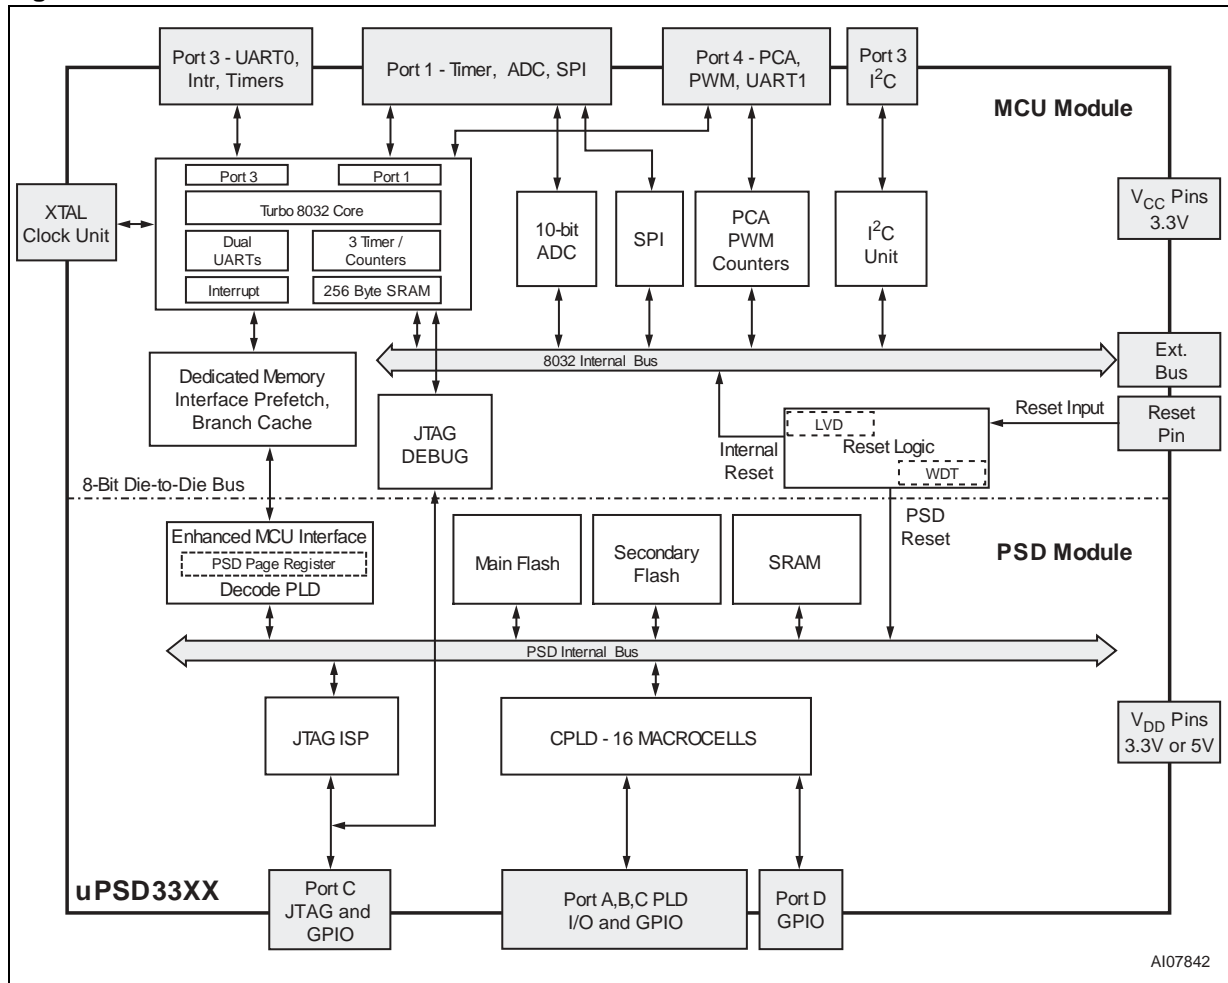 Port 3 - UART0,
Intr, Timers
Port 1 - Timer, ADC, SPI
Port 4 - PCA,
PWM, UART1
Port 3
I²C
MCU Module
XTAL
Clock Unit
Port 3
Port 1
Turbo 8032 Core
Dual
UARTs
3 Timer /
Counters
Interrupt
256 Byte SRAM
10-bit
ADC
SPI
PCA
PWM
Counters
I²C
Unit
VCC Pins
3.3V
8032 Internal Bus
Ext.
Bus
Dedicated Memory
Interface Prefetch,
Branch Cache
JTAG
DEBUG
Internal
Reset
LVD
Reset Logic
WDT
Reset Input
Reset
Pin
8-Bit Die-to-Die Bus
PSD
Reset
PSD Module
Enhanced MCU Interface
PSD Page Register
Decode PLD
Main Flash
Secondary
Flash
SRAM
PSD Internal Bus
JTAG ISP
CPLD - 16 MACROCELLS
VDD Pins
3.3V or 5V
uPSD33XX
Port C
JTAG and
GPIO
Port A,B,C PLD
I/O and GPIO
Port D
GPIO
AI07842